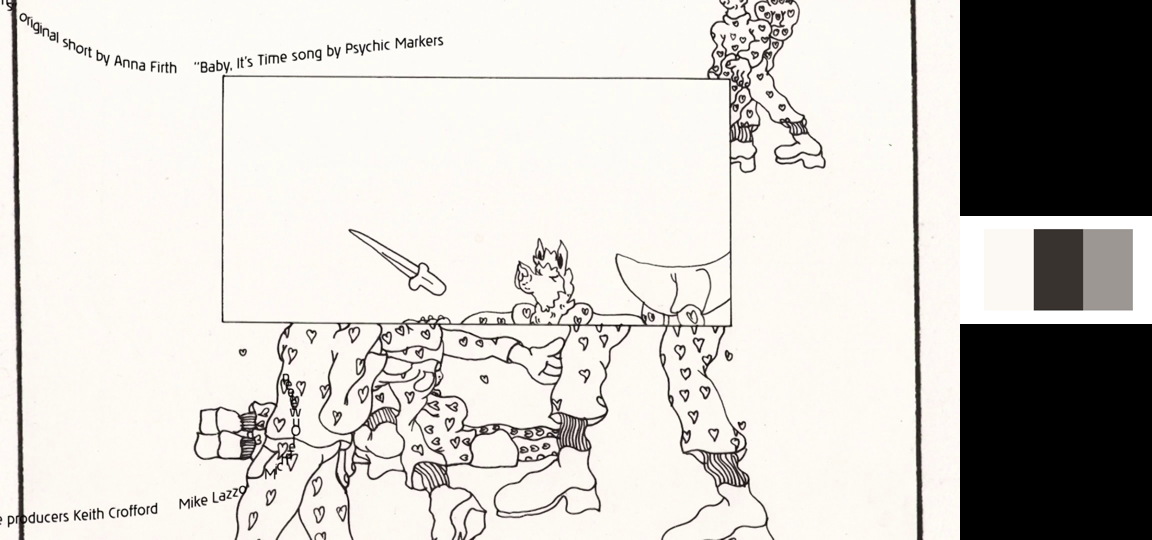 original short by Anna Firth
"Baby, It's Time song by Psychic Markers
producers Keith Crofford
Mike Lazzo